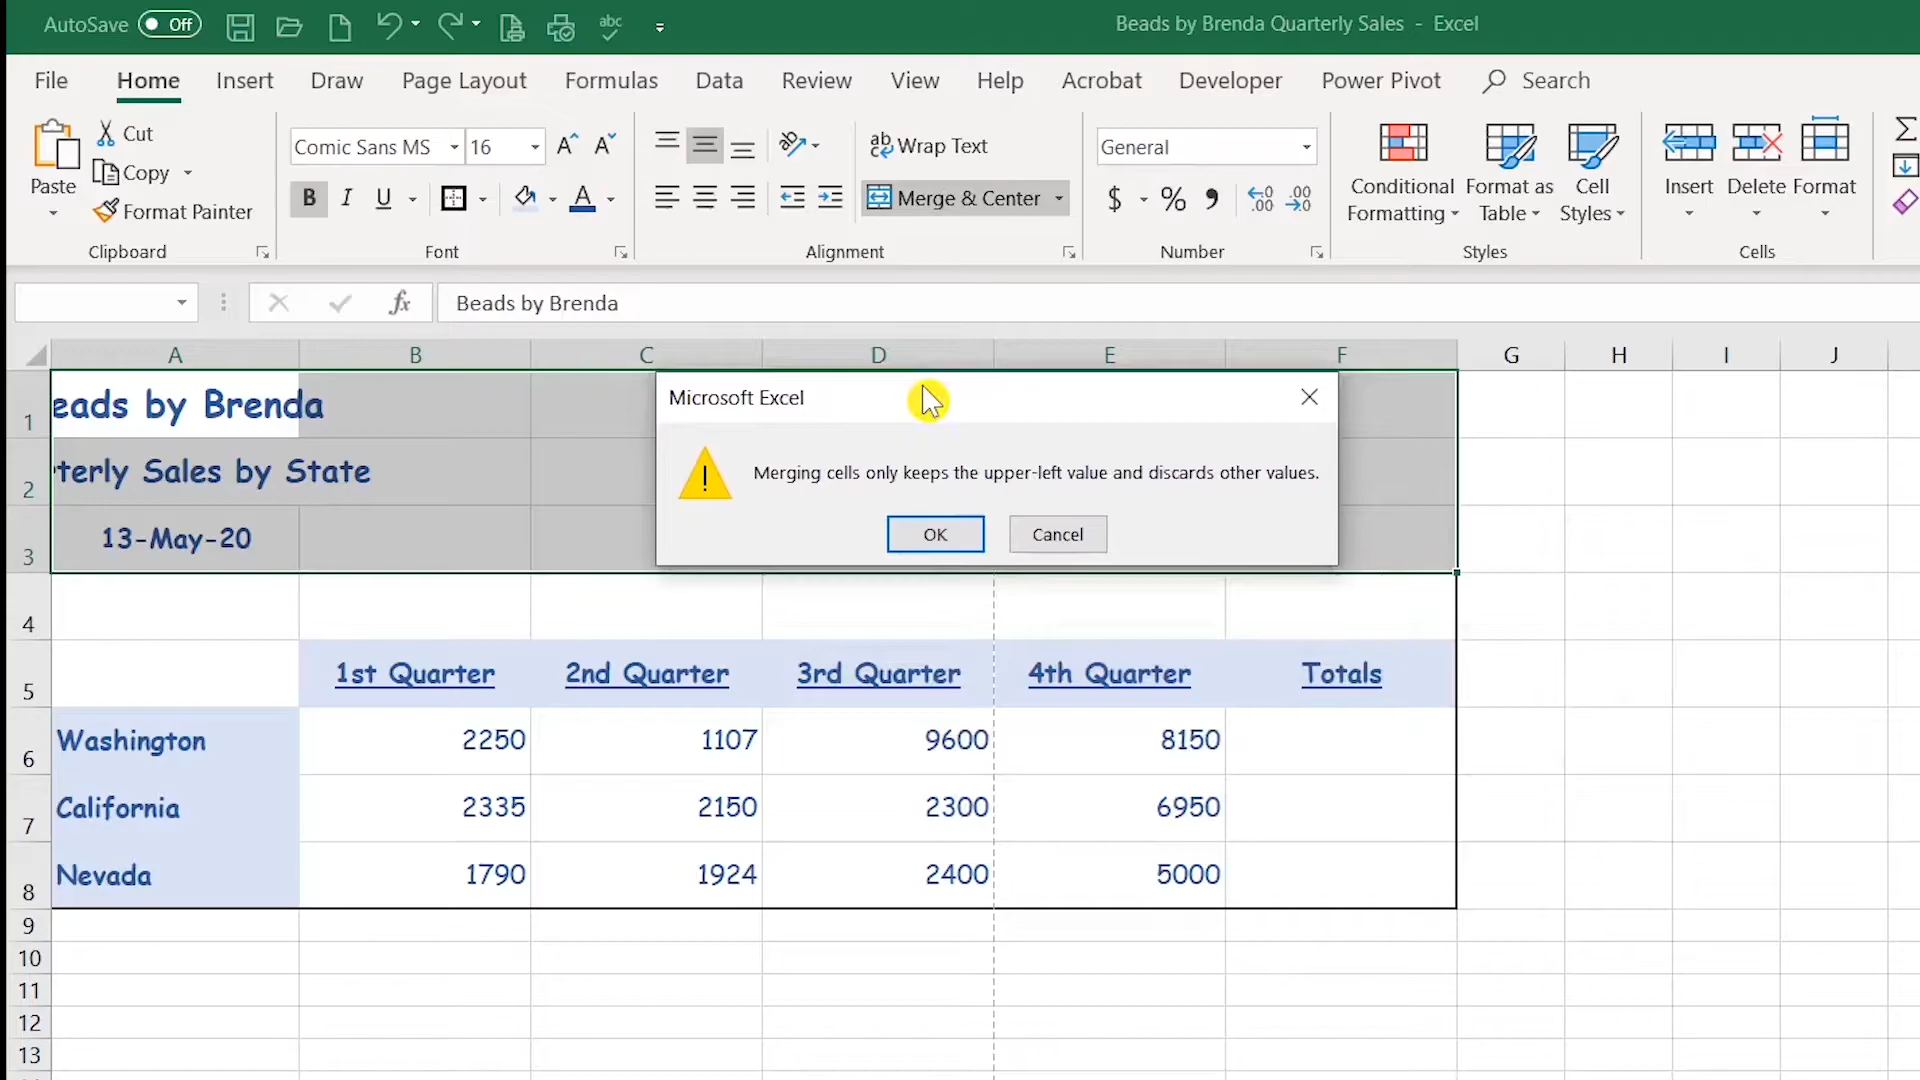 AutoSave Off
abc
Beads by Brenda Quarterly Sales - Excel
File Home Insert Draw Page Layout Formulas Data Review View Help Acrobat Developer Power Pivot Search
Paste
Cut
Copy
Format Painter
Clipboard
Comic Sans MS 16 A A
B I U A
Font
ab Wrap Text
Merge & Center
Alignment
General
$ % 9 .00 .00
Number
Conditional Formatting
Format as Table
Cell Styles
Styles
Insert Delete Format
Cells
fx Beads by Brenda
A B C D E F G H I J
1 eads by Brenda
2 terly Sales by State
3 13-May-20
Microsoft Excel
! Merging cells only keeps the upper-left value and discards other values.
OK Cancel
4
5 1st Quarter 2nd Quarter 3rd Quarter 4th Quarter Totals
6 Washington 2250 1107 9600 8150
7 California 2335 2150 2300 6950
8 Nevada 1790 1924 2400 5000
9
10
11
12
13